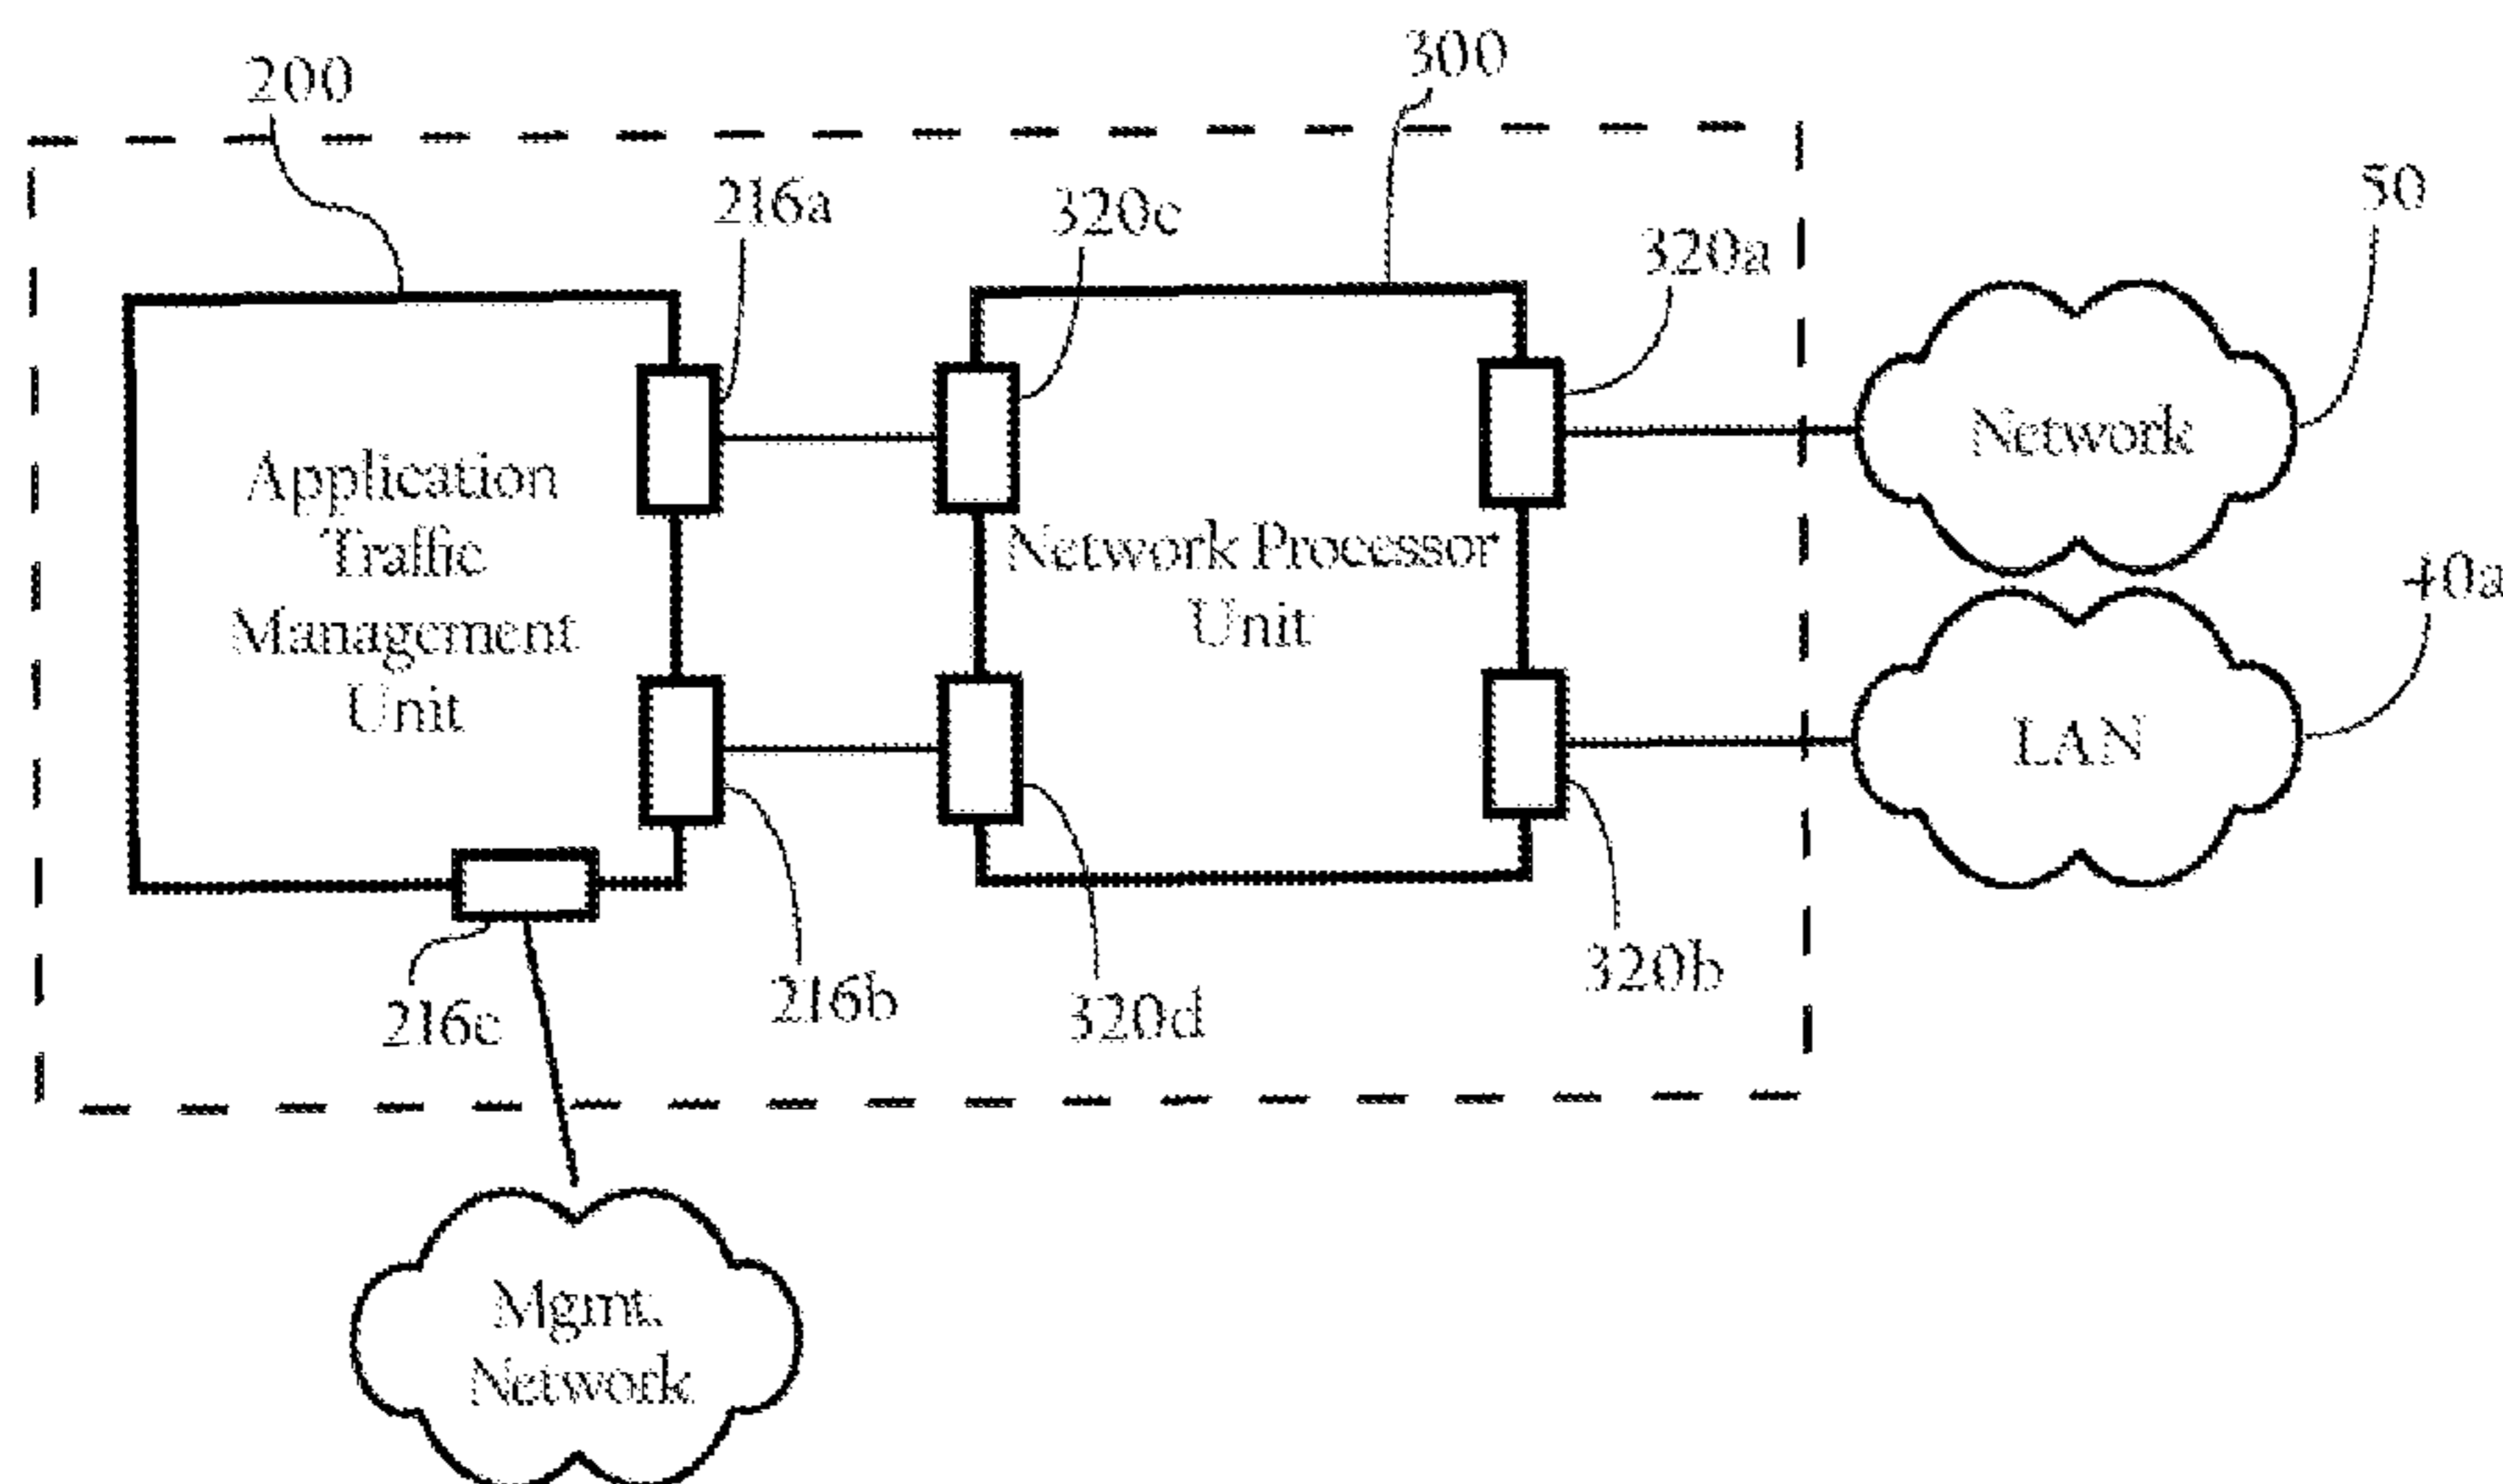 200
300
216a
320c
320a
50
Network
Application
Traffic
Management
Unit
Network Processor
Unit
40a
LAN
216c
216b
320d
320b
Mgmt.
Network